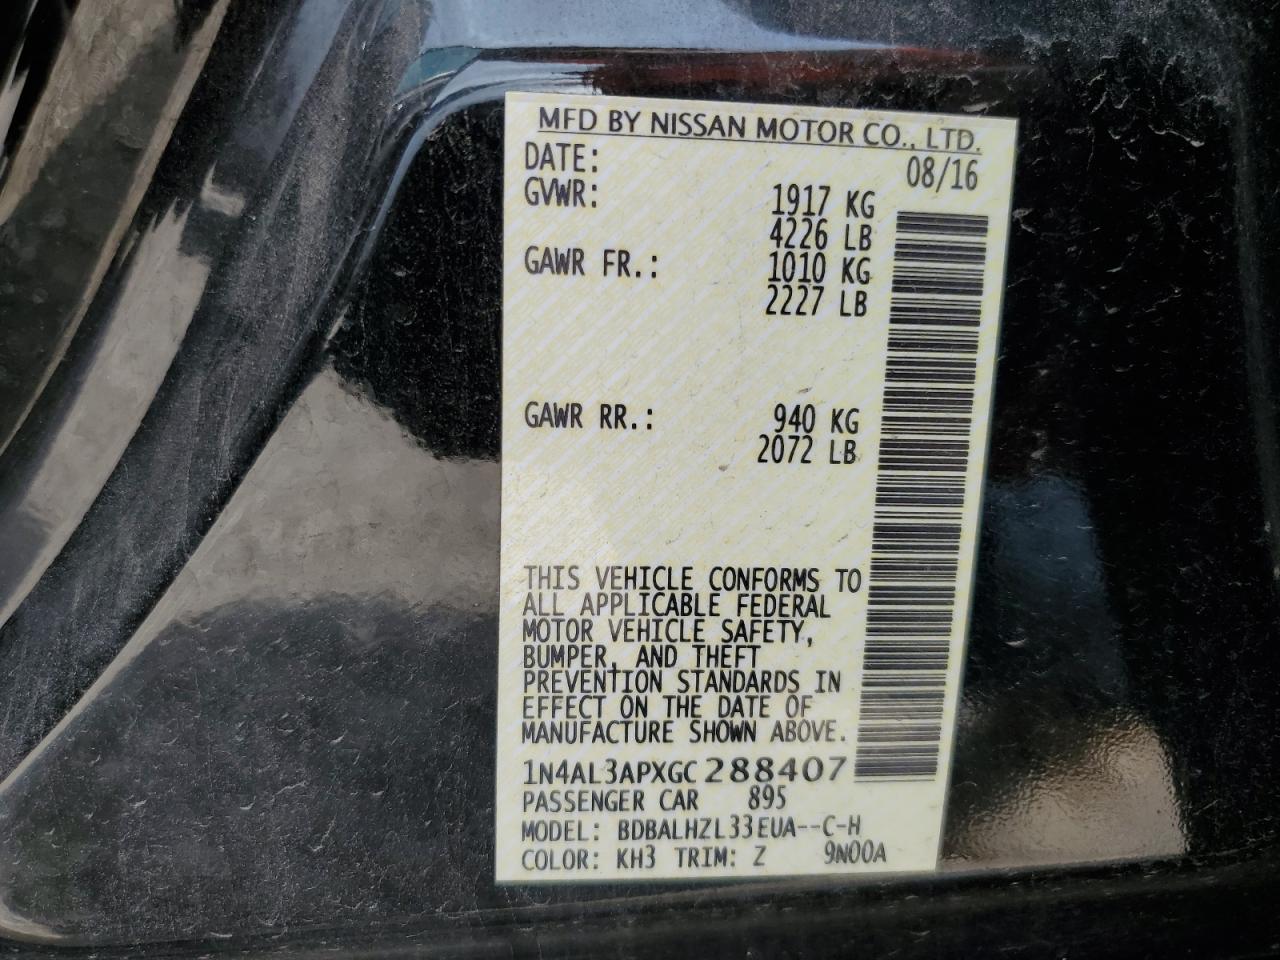 MFD BY NISSAN MOTOR CO., LTD.
DATE: 08/16
GVWR: 1917 KG
4226 LB
GAWR FR.: 1010 KG
2227 LB
GAWR RR.: 940 KG
2072 LB
THIS VEHICLE CONFORMS TO
ALL APPLICABLE FEDERAL
MOTOR VEHICLE SAFETY,
BUMPER, AND THEFT
PREVENTION STANDARDS IN
EFFECT ON THE DATE OF
MANUFACTURE SHOWN ABOVE.
1N4AL3APXGC288407
PASSENGER CAR 895
MODEL: BDBALHZL33EUA--C-H
COLOR: KH3 TRIM: Z 9N00A